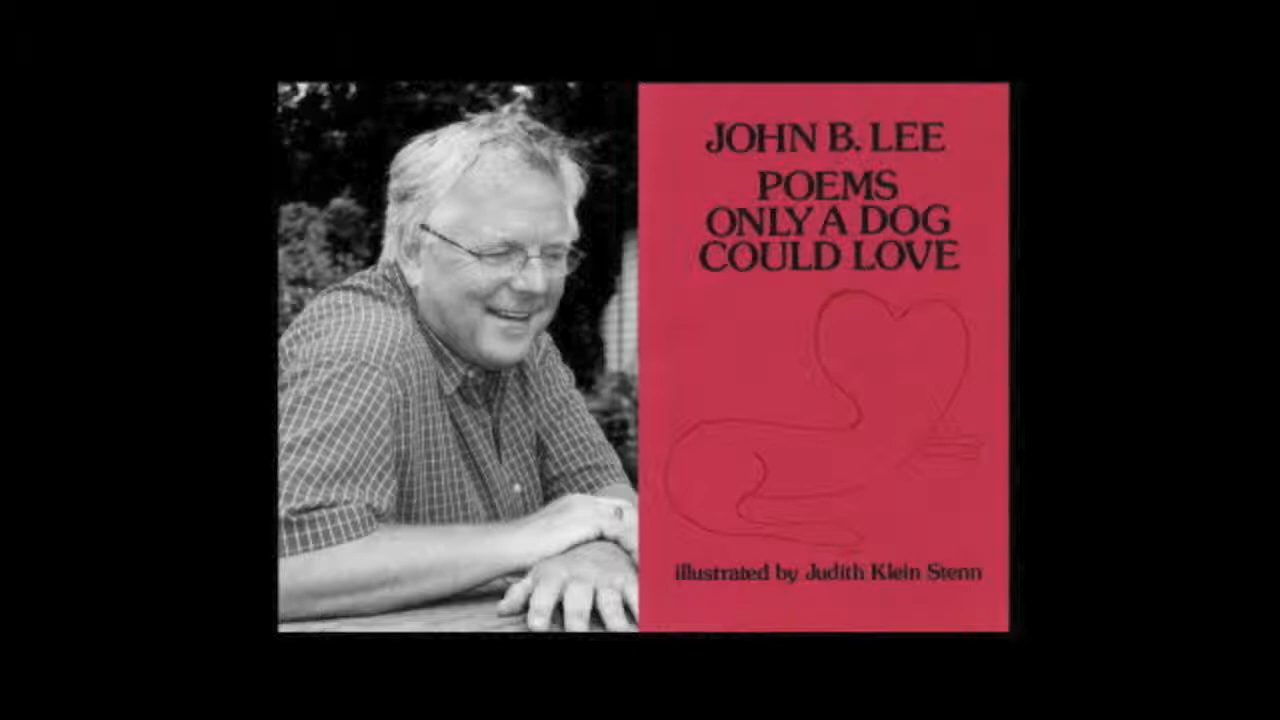 JOHN B. LEE
POEMS
ONLY A DOG
COULD LOVE
illustrated by Judith Klein Stenn